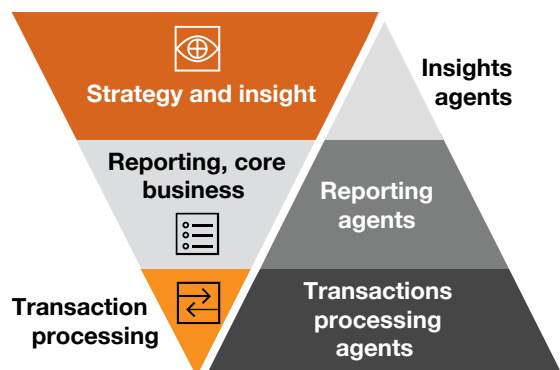 Strategy and insight
Reporting, core
business
Transaction
processing
Insights
agents
Reporting
agents
Transactions
processing
agents